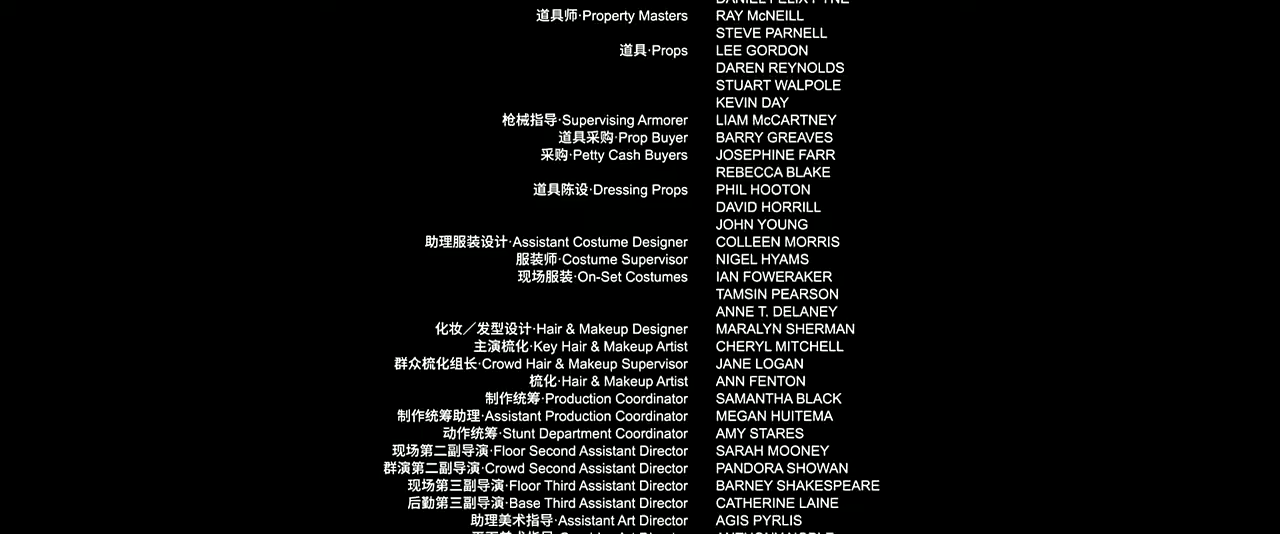 道具师·Property Masters RAY McNEILL
STEVE PARNELL
道具·Props LEE GORDON
DAREN REYNOLDS
STUART WALPOLE
KEVIN DAY
枪械指导·Supervising Armorer LIAM McCARTNEY
道具采购·Prop Buyer BARRY GREAVES
采购·Petty Cash Buyers JOSEPHINE FARR
REBECCA BLAKE
道具陈设·Dressing Props PHIL HOOTON
DAVID HORRILL
JOHN YOUNG
助理服装设计·Assistant Costume Designer COLLEEN MORRIS
服装师·Costume Supervisor NIGEL HYAMS
现场服装·On-Set Costumes IAN FOWERAKER
TAMSIN PEARSON
ANNE T. DELANEY
化妆／发型设计·Hair & Makeup Designer MARALYN SHERMAN
主演梳化·Key Hair & Makeup Artist CHERYL MITCHELL
群众梳化组长·Crowd Hair & Makeup Supervisor JANE LOGAN
梳化·Hair & Makeup Artist ANN FENTON
制作统筹·Production Coordinator SAMANTHA BLACK
制作统筹助理·Assistant Production Coordinator MEGAN HUITEMA
动作统筹·Stunt Department Coordinator AMY STARES
现场第二副导演·Floor Second Assistant Director SARAH MOONEY
群演第二副导演·Crowd Second Assistant Director PANDORA SHOWAN
现场第三副导演·Floor Third Assistant Director BARNEY SHAKESPEARE
后勤第三副导演·Base Third Assistant Director CATHERINE LAINE
助理美术指导·Assistant Art Director AGIS PYRLIS